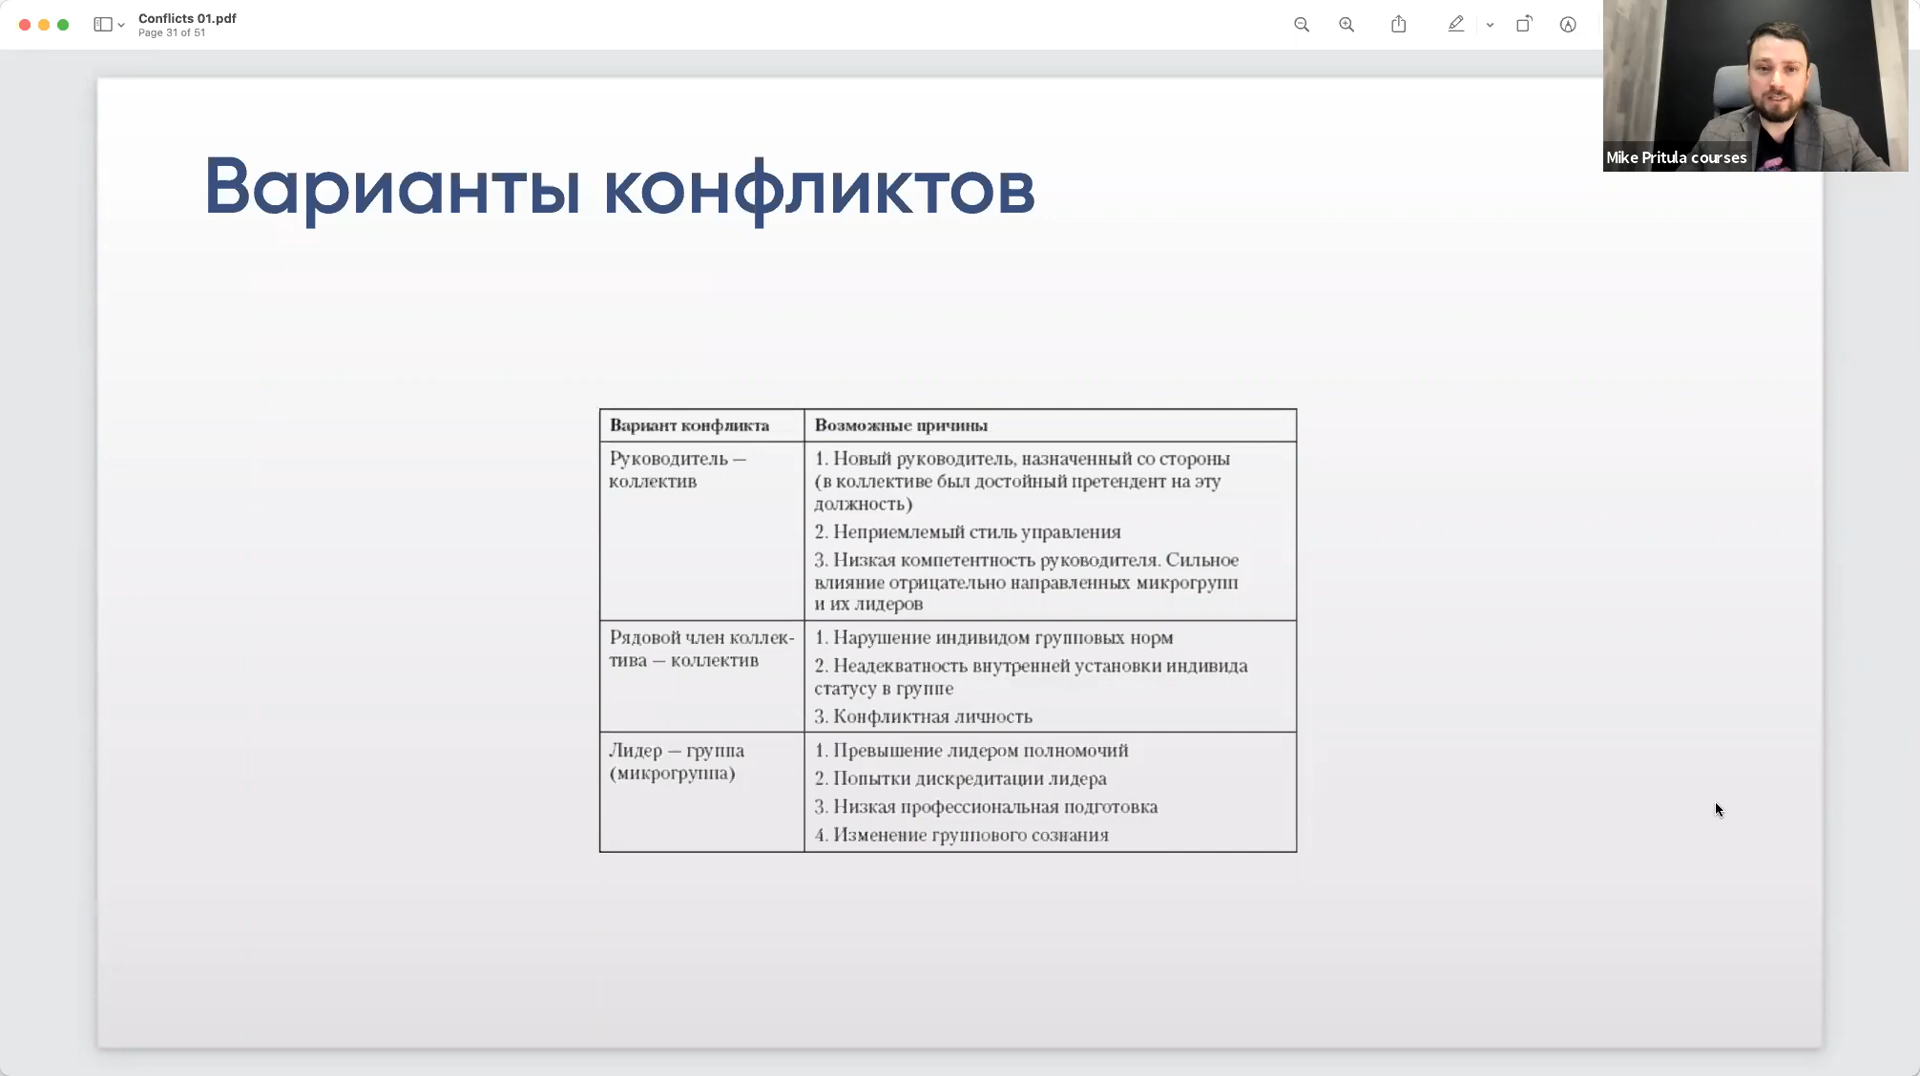 Conflicts 01.pdf
Page 31 of 51
Mike Pritula courses
Варианты конфликтов
Вариант конфликта
Возможные причины
Руководитель —
коллектив
1. Новый руководитель, назначенный со стороны
(в коллективе был достойный претендент на эту
должность)
2. Неприемлемый стиль управления
3. Низкая компетентность руководителя. Сильное
влияние отрицательно направленных микрогрупп
и их лидеров
Рядовой член коллек-
тива — коллектив
1. Нарушение индивидом групповых норм
2. Неадекватность внутренней установки индивида
статусу в группе
3. Конфликтная личность
Лидер — группа
(микрогруппа)
1. Превышение лидером полномочий
2. Попытки дискредитации лидера
3. Низкая профессиональная подготовка
4. Изменение группового сознания